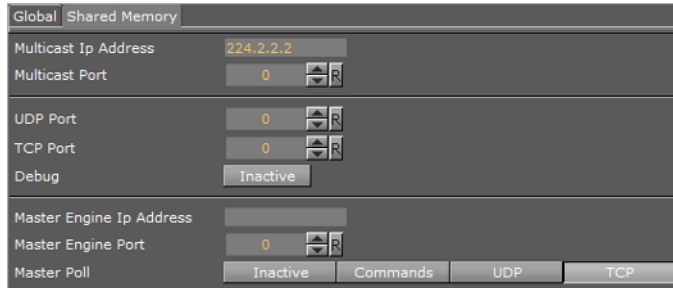 Global Shared Memory
Multicast Ip Address 224.2.2.2
Multicast Port 0 R
UDP Port 0 R
TCP Port 0 R
Debug Inactive
Master Engine Ip Address
Master Engine Port 0 R
Master Poll Inactive Commands UDP TCP